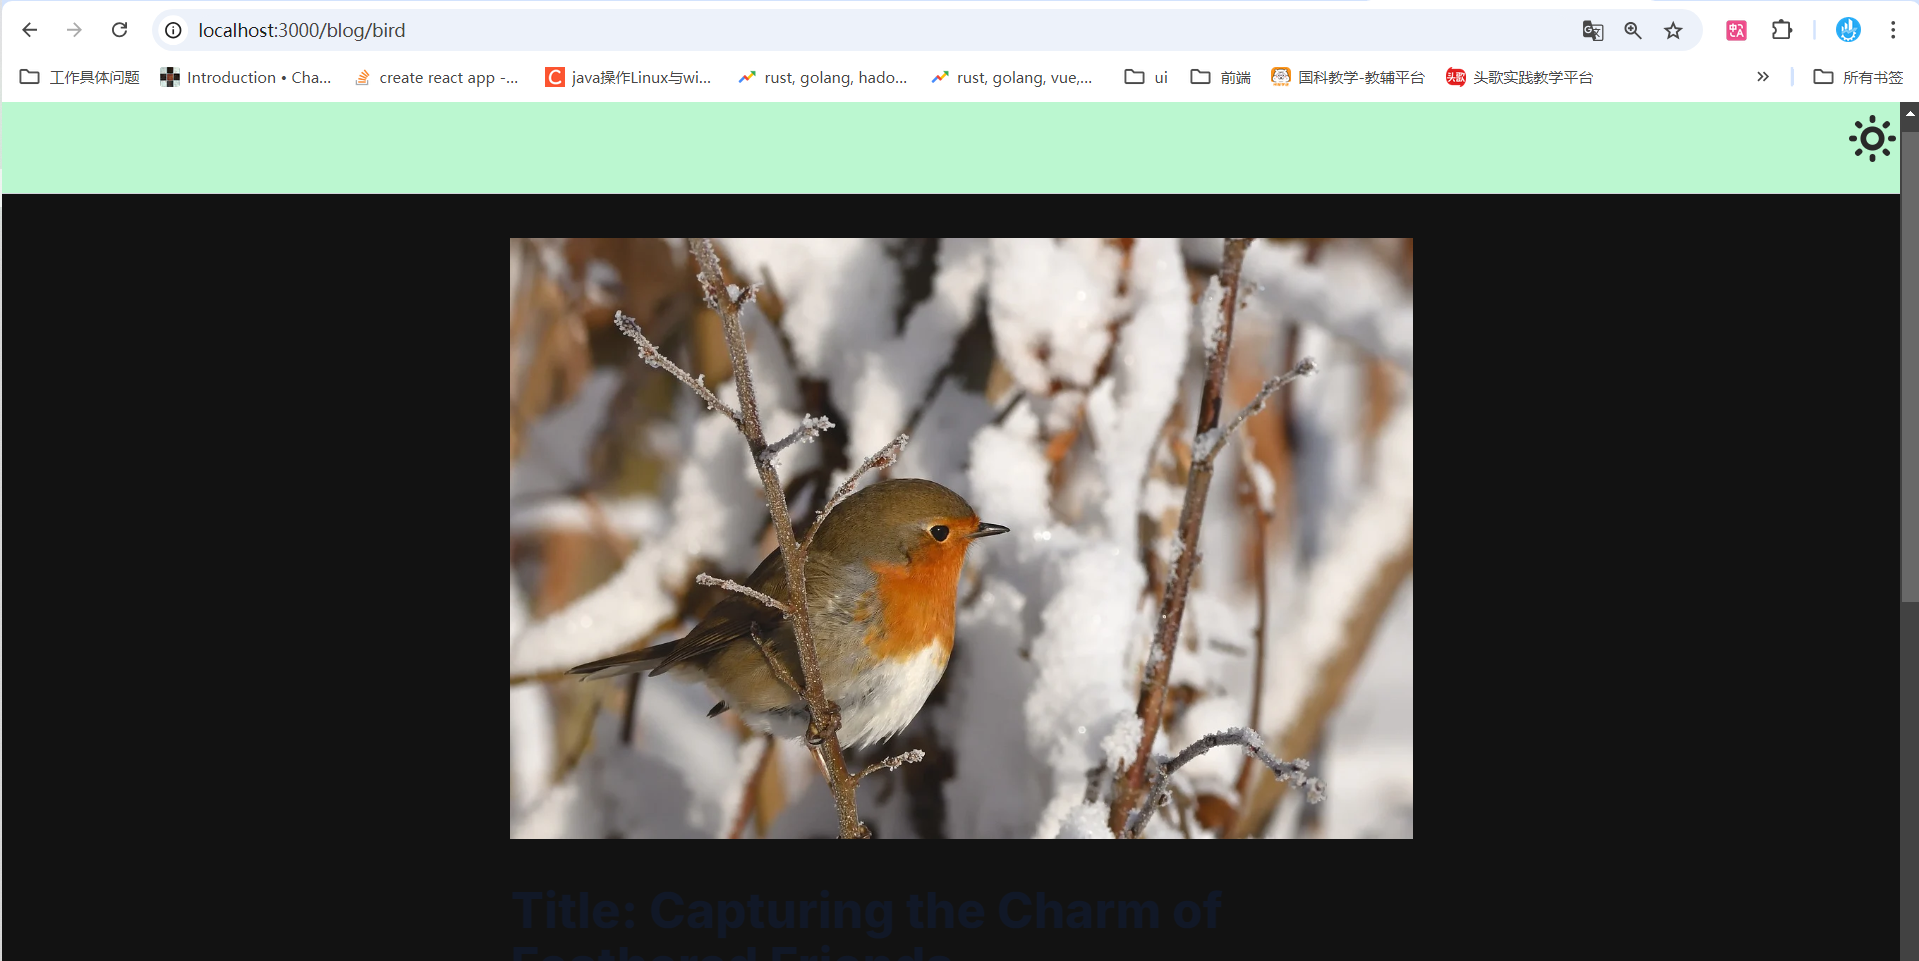 localhost:3000/blog/bird
工作具体问题
Introduction • Cha...
create react app -...
java操作Linux与wi...
rust, golang, hado...
rust, golang, vue,...
ui
前端
国科教学-教辅平台
头歌实践教学平台
所有书签
Title: Capturing the Charm of
Feathered Friends